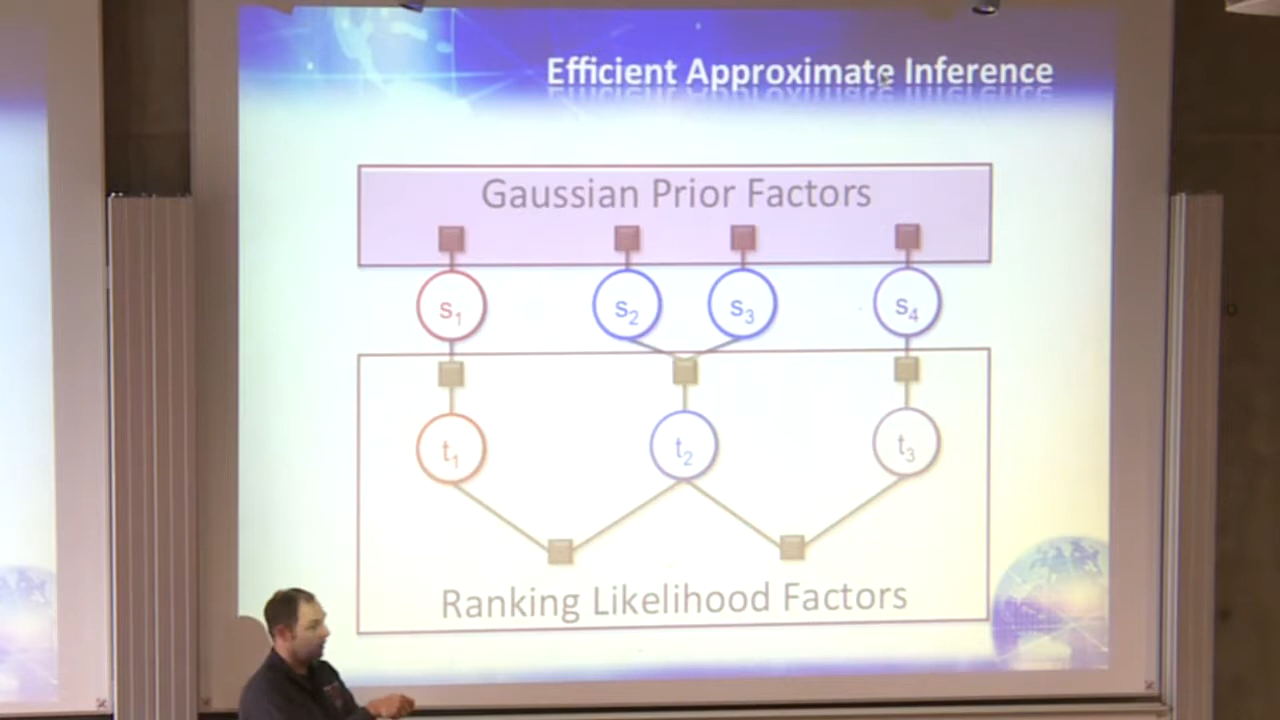 Efficient Approximate Inference
Gaussian Prior Factors
s1 s2 s3 s4
t1 t2 t3
Ranking Likelihood Factors